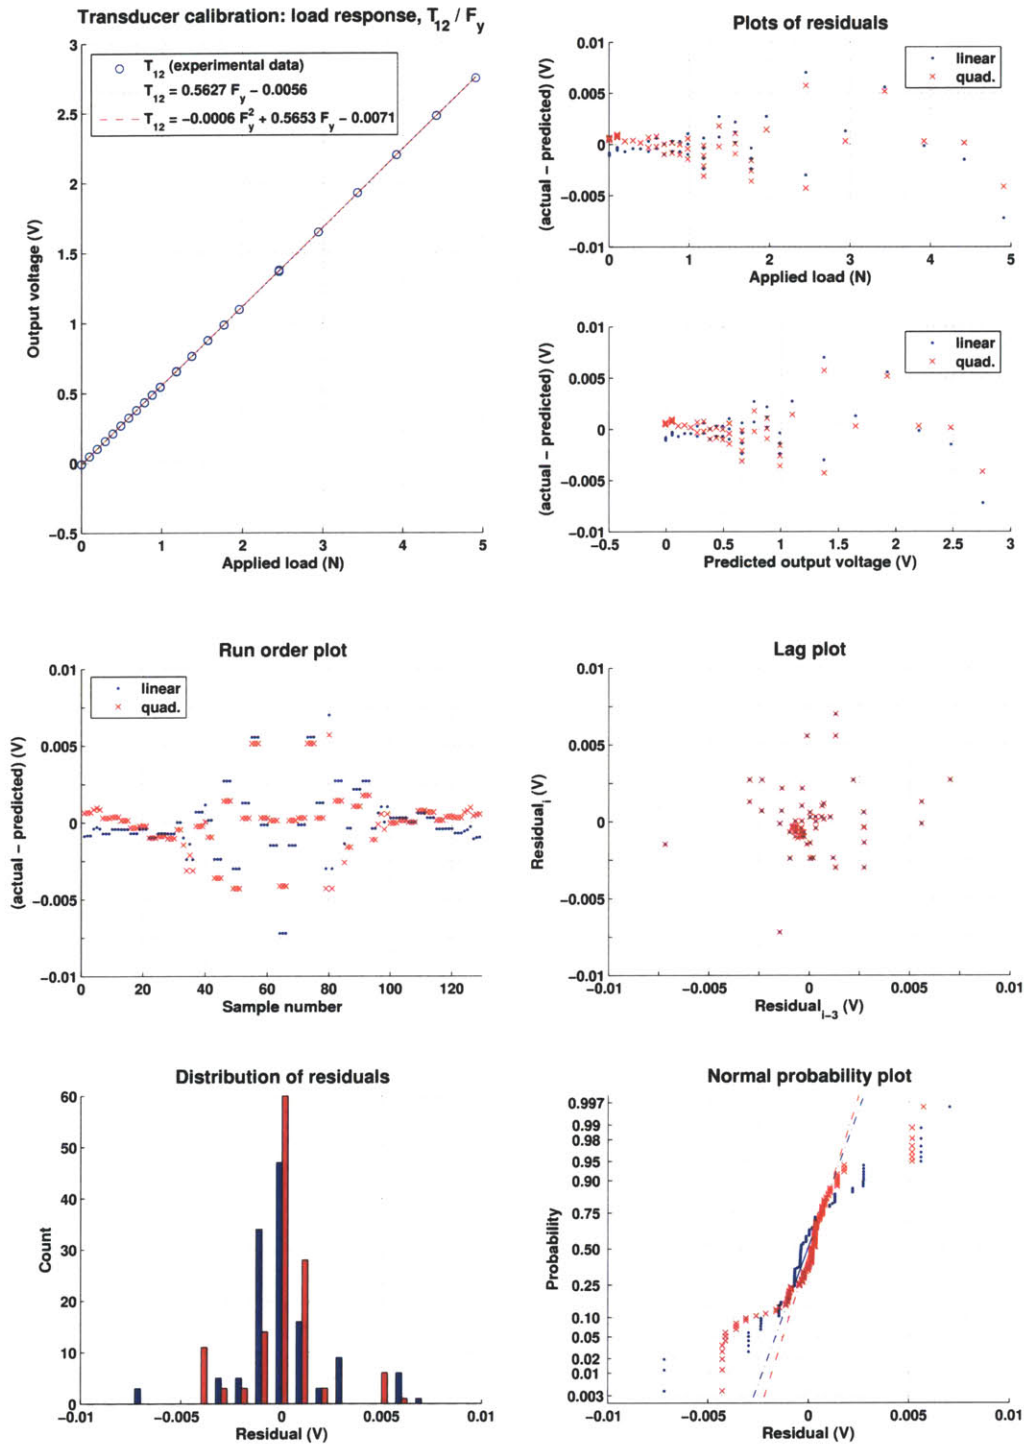 Transducer calibration: load response, T12 / Fy
3
2.5
2
1.5
1
0.5
0
−0.5
0 1 2 3 4 5
Output voltage (V)
Applied load (N)
T12 (experimental data)
T12 = 0.5627 Fy − 0.0056
T12 = −0.0006 Fy2 + 0.5653 Fy − 0.0071
Plots of residuals
0.01
0.005
0
−0.005
−0.01
0 1 2 3 4 5
(actual − predicted) (V)
Applied load (N)
linear
quad.
0.01
0.005
0
−0.005
−0.01
−0.5 0 0.5 1 1.5 2 2.5 3
(actual − predicted) (V)
Predicted output voltage (V)
linear
quad.
Run order plot
0.01
0.005
0
−0.005
−0.01
0 20 40 60 80 100 120
(actual − predicted) (V)
Sample number
linear
quad.
Lag plot
0.01
0.005
0
−0.005
−0.01
−0.01 −0.005 0 0.005 0.01
Residuali (V)
Residuali−3 (V)
Distribution of residuals
60
50
40
30
20
10
0
−0.01 −0.005 0 0.005 0.01
Count
Residual (V)
Normal probability plot
0.997
0.99
0.98
0.95
0.90
0.75
0.50
0.25
0.10
0.05
0.02
0.01
0.003
−0.01 −0.005 0 0.005 0.01
Probability
Residual (V)